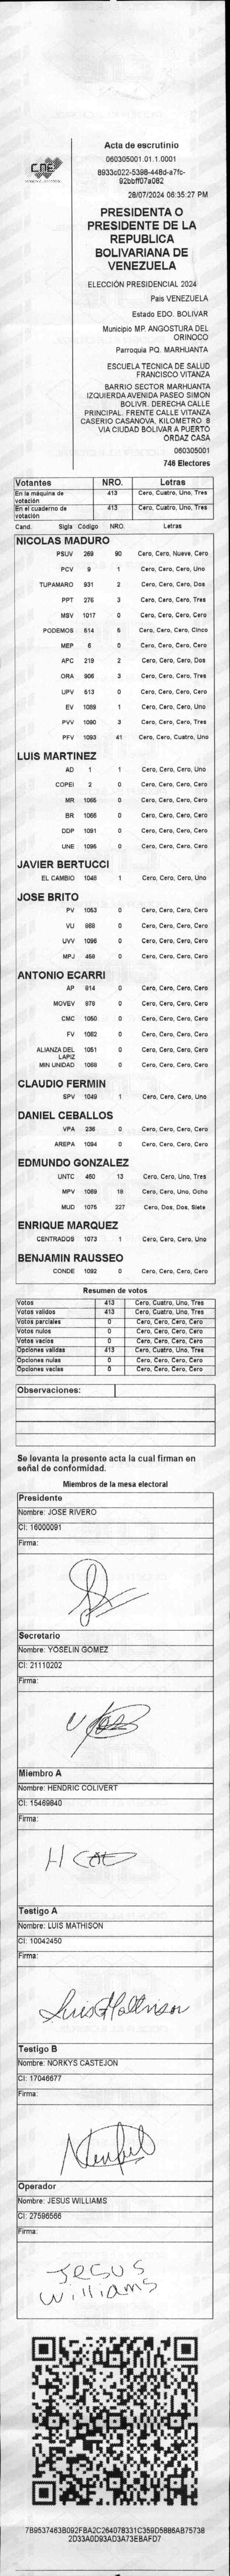 CNE
Acta de escrutinio
060305001.01.1.0001
8933c022-5398-448d-a7fc-
92bbff07a082
28/07/2024 06:35:27 PM
PRESIDENTA O
PRESIDENTE DE LA
REPUBLICA
BOLIVARIANA DE
VENEZUELA
ELECCIÓN PRESIDENCIAL 2024
Pais VENEZUELA
Estado EDO. BOLIVAR
Municipio MP. ANGOSTURA DEL
ORINOCO
Parroquia PQ. MARHUANTA
ESCUELA TECNICA DE SALUD
FRANCISCO VITANZA
BARRIO SECTOR MARHUANTA
IZQUIERDA AVENIDA PASEO SIMON
BOLIVR. DERECHA CALLE
PRINCIPAL. FRENTE CALLE VITANZA
CASERIO CASANOVA, KILOMETRO 8
VIA CIUDAD BOLIVAR A PUERTO
ORDAZ CASA
060305001
746 Electores
Votantes NRO. Letras
En la máquina de votación 413 Cero, Cuatro, Uno, Tres
En el cuaderno de votación 413 Cero, Cuatro, Uno, Tres
Cand. Sigla Código NRO. Letras
NICOLAS MADURO
PSUV 269 90 Cero, Cero, Nueve, Cero
PCV 9 1 Cero, Cero, Cero, Uno
TUPAMARO 931 2 Cero, Cero, Cero, Dos
PPT 276 3 Cero, Cero, Cero, Tres
MSV 1017 0 Cero, Cero, Cero, Cero
PODEMOS 514 5 Cero, Cero, Cero, Cinco
MEP 6 0 Cero, Cero, Cero, Cero
APC 219 2 Cero, Cero, Cero, Dos
ORA 906 3 Cero, Cero, Cero, Tres
UPV 513 0 Cero, Cero, Cero, Cero
EV 1089 1 Cero, Cero, Cero, Uno
PVV 1090 3 Cero, Cero, Cero, Tres
PFV 1093 41 Cero, Cero, Cuatro, Uno
LUIS MARTINEZ
AD 1 1 Cero, Cero, Cero, Uno
COPEI 2 0 Cero, Cero, Cero, Cero
MR 1065 0 Cero, Cero, Cero, Cero
BR 1066 0 Cero, Cero, Cero, Cero
DDP 1091 0 Cero, Cero, Cero, Cero
UNE 1095 0 Cero, Cero, Cero, Cero
JAVIER BERTUCCI
EL CAMBIO 1045 1 Cero, Cero, Cero, Uno
JOSE BRITO
PV 1053 0 Cero, Cero, Cero, Cero
VU 868 0 Cero, Cero, Cero, Cero
UVV 1096 0 Cero, Cero, Cero, Cero
MPJ 459 0 Cero, Cero, Cero, Cero
ANTONIO ECARRI
AP 914 0 Cero, Cero, Cero, Cero
MOVEV 979 0 Cero, Cero, Cero, Cero
CMC 1050 0 Cero, Cero, Cero, Cero
FV 1062 0 Cero, Cero, Cero, Cero
ALIANZA DEL LAPIZ 1051 0 Cero, Cero, Cero, Cero
MIN UNIDAD 1088 0 Cero, Cero, Cero, Cero
CLAUDIO FERMIN
SPV 1049 1 Cero, Cero, Cero, Uno
DANIEL CEBALLOS
VPA 236 0 Cero, Cero, Cero, Cero
AREPA 1094 0 Cero, Cero, Cero, Cero
EDMUNDO GONZALEZ
UNTC 460 13 Cero, Cero, Uno, Tres
MPV 1069 18 Cero, Cero, Uno, Ocho
MUD 1075 227 Cero, Dos, Dos, Siete
ENRIQUE MARQUEZ
CENTRADOS 1073 1 Cero, Cero, Cero, Uno
BENJAMIN RAUSSEO
CONDE 1092 0 Cero, Cero, Cero, Cero
Resumen de votos
Votos 413 Cero, Cuatro, Uno, Tres
Votos validos 413 Cero, Cuatro, Uno, Tres
Votos parciales 0 Cero, Cero, Cero, Cero
Votos nulos 0 Cero, Cero, Cero, Cero
Votos vacios 0 Cero, Cero, Cero, Cero
Opciones validas 413 Cero, Cuatro, Uno, Tres
Opciones nulas 0 Cero, Cero, Cero, Cero
Opciones vacias 0 Cero, Cero, Cero, Cero
Observaciones:
Se levanta la presente acta la cual firman en
señal de conformidad.
Miembros de la mesa electoral
Presidente
Nombre: JOSE RIVERO
CI: 16000091
Firma:
Secretario
Nombre: YOSELIN GOMEZ
CI: 21110202
Firma:
Miembro A
Nombre: HENDRIC COLIVERT
CI: 15469840
Firma:
Testigo A
Nombre: LUIS MATHISON
CI: 10042450
Firma:
Luis Mathison
Testigo B
Nombre: NORKYS CASTEJON
CI: 17046677
Firma:
Operador
Nombre: JESUS WILLIAMS
CI: 27596566
Firma:
JESUS
Williams
7B9537463B092FBA2C264078331C359D5886AB75738
2D33A0D93AD3A73EBAFD7